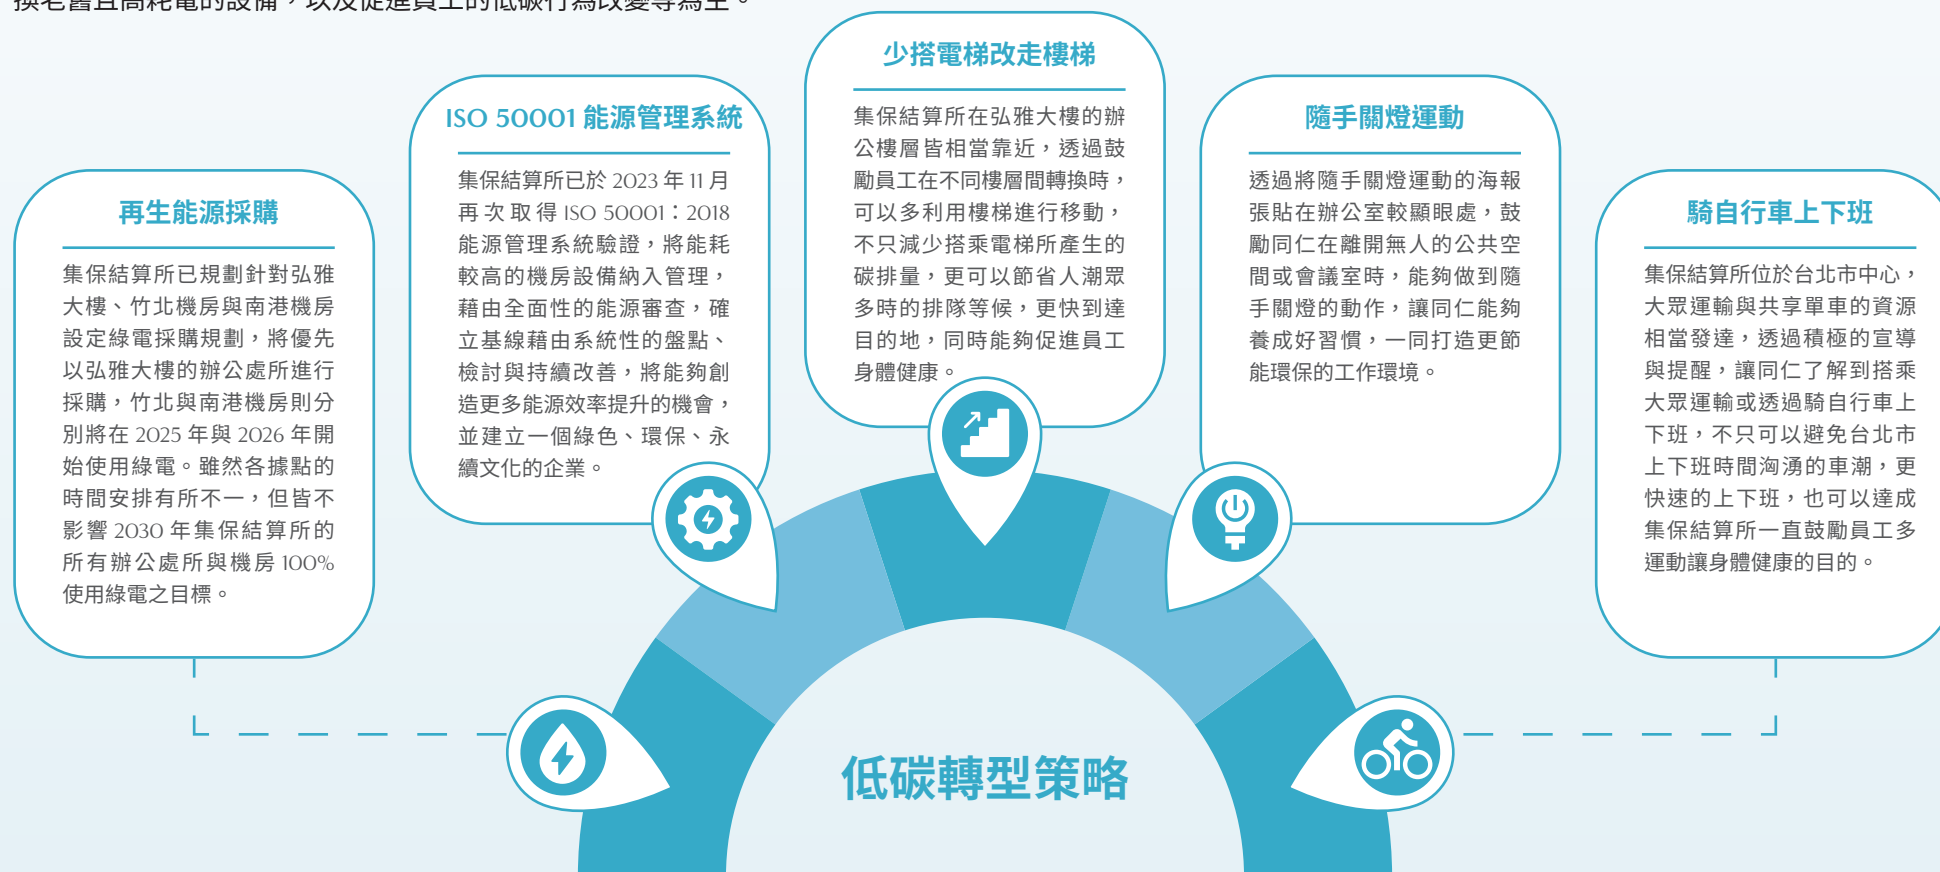 換老舊且高耗電的設備，以及促進員工的低碳行為改變等為主。
再生能源採購
集保結算所已規劃針對弘雅
大樓、竹北機房與南港機房
設定綠電採購規劃，將優先
以弘雅大樓的辦公處所進行
採購，竹北與南港機房則分
別將在 2025 年與 2026 年開
始使用綠電。雖然各據點的
時間安排有所不一，但皆不
影響 2030 年集保結算所的
所有辦公處所與機房 100%
使用綠電之目標。
ISO 50001 能源管理系統
集保結算所已於 2023 年 11 月
再次取得 ISO 50001：2018
能源管理系統驗證，將能耗
較高的機房設備納入管理，
藉由全面性的能源審查，確
立基線藉由系統性的盤點、
檢討與持續改善，將能夠創
造更多能源效率提升的機會，
並建立一個綠色、環保、永
續文化的企業。
少搭電梯改走樓梯
集保結算所在弘雅大樓的辦
公樓層皆相當靠近，透過鼓
勵員工在不同樓層間轉換時，
可以多利用樓梯進行移動，
不只減少搭乘電梯所產生的
碳排量，更可以節省人潮眾
多時的排隊等候，更快到達
目的地，同時能夠促進員工
身體健康。
隨手關燈運動
透過將隨手關燈運動的海報
張貼在辦公室較顯眼處，鼓
勵同仁在離開無人的公共空
間或會議室時，能夠做到隨
手關燈的動作，讓同仁能夠
養成好習慣，一同打造更節
能環保的工作環境。
騎自行車上下班
集保結算所位於台北市中心，
大眾運輸與共享單車的資源
相當發達，透過積極的宣導
與提醒，讓同仁了解到搭乘
大眾運輸或透過騎自行車上
下班，不只可以避免台北市
上下班時間洶湧的車潮，更
快速的上下班，也可以達成
集保結算所一直鼓勵員工多
運動讓身體健康的目的。
低碳轉型策略